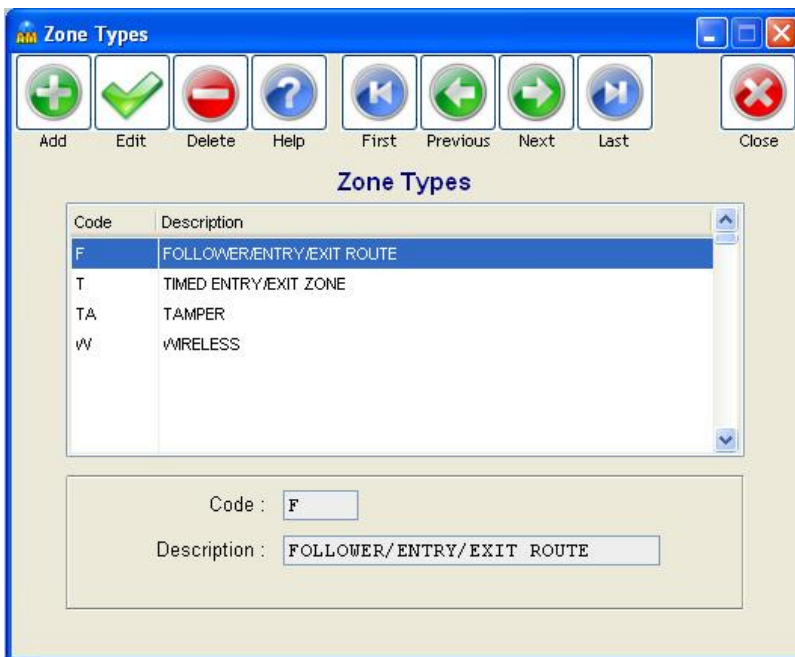 AM Zone Types
Add Edit Delete Help First Previous Next Last Close
Zone Types
Code Description
F FOLLOWER/ENTRY/EXIT ROUTE
T TIMED ENTRY/EXIT ZONE
TA TAMPER
W WIRELESS
Code : F
Description : FOLLOWER/ENTRY/EXIT ROUTE